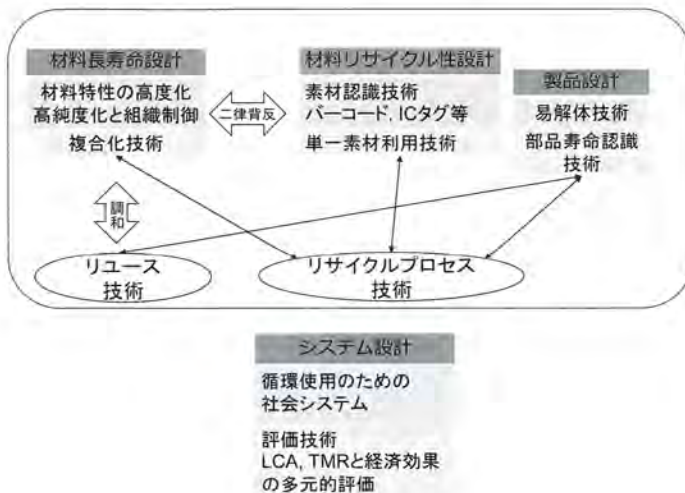 材料長寿命設計
材料特性の高度化
高純度化と組織制御
複合化技術
二律背反
材料リサイクル性設計
素材認識技術
バーコード, ICタグ等
単一素材利用技術
製品設計
易解体技術
部品寿命認識
技術
調和
リユース
技術
リサイクルプロセス
技術
システム設計
循環使用のための
社会システム
評価技術
LCA, TMRと経済効果
の多元的評価